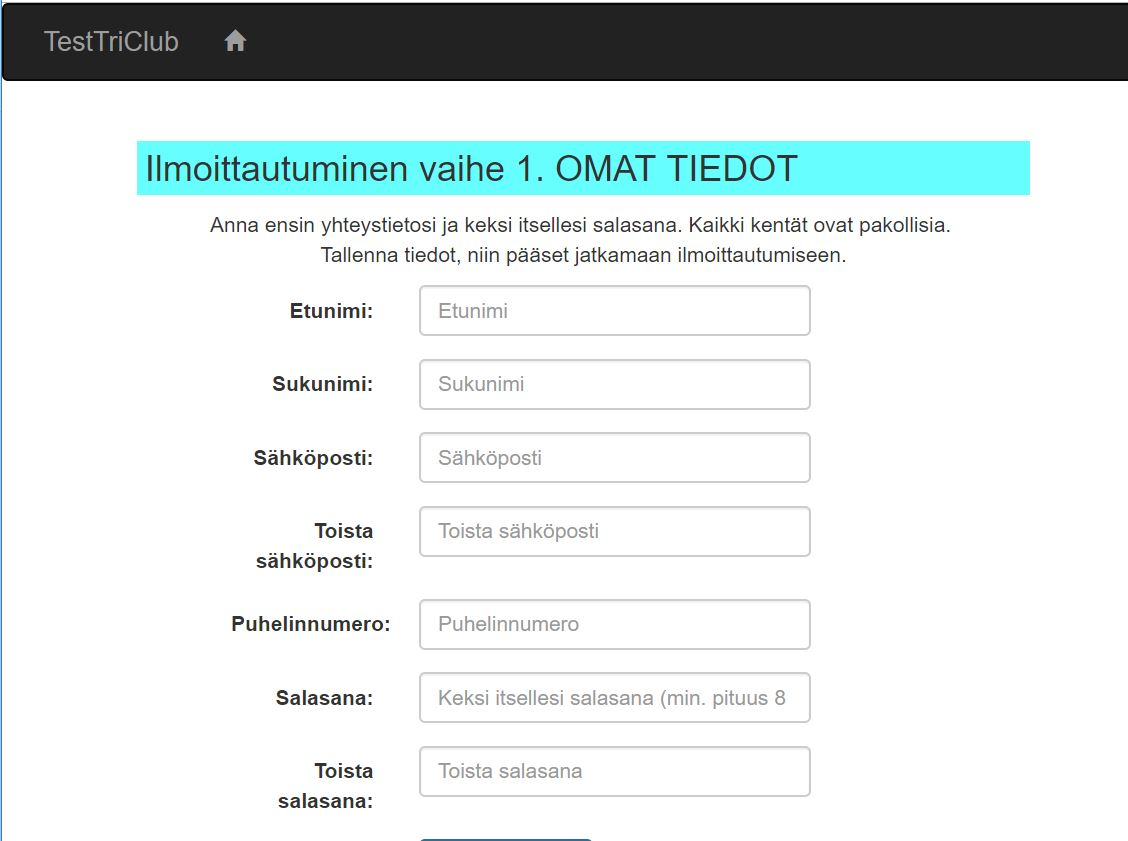 TestTriClub
Ilmoittautuminen vaihe 1. OMAT TIEDOT
Anna ensin yhteystietosi ja keksi itsellesi salasana. Kaikki kentät ovat pakollisia.
Tallenna tiedot, niin pääset jatkamaan ilmoittautumiseen.
Etunimi: Etunimi
Sukunimi: Sukunimi
Sähköposti: Sähköposti
Toista sähköposti: Toista sähköposti
Puhelinnumero: Puhelinnumero
Salasana: Keksi itsellesi salasana (min. pituus 8
Toista salasana: Toista salasana